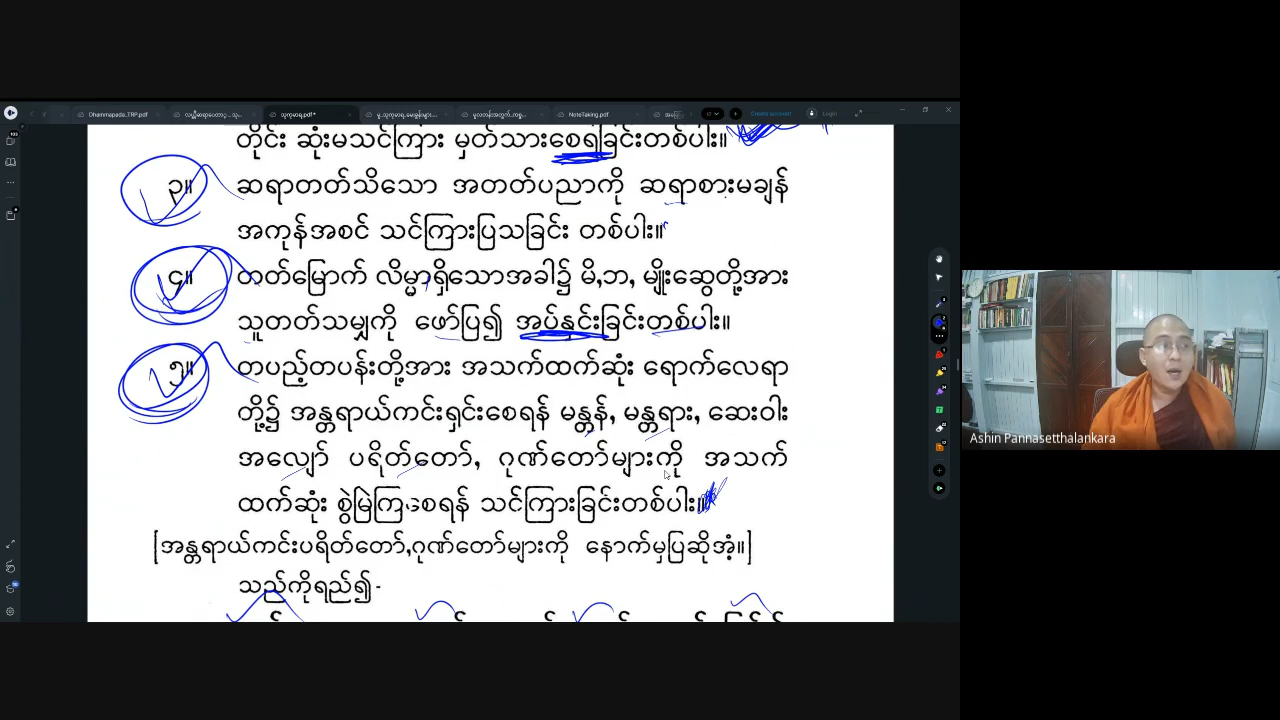 Dhammapada_TRP.pdf
NoteTaking.pdf
Create account
Login
တိုင်း ဆုံးမသင်ကြား မှတ်သားစေရခြင်းတစ်ပါး။
၃။ ဆရာတတ်သိသော အတတ်ပညာကို ဆရာစားမချန်
အကုန်အစင် သင်ကြားပြသခြင်း တစ်ပါး။
၄။ တတ်မြောက် လိမ္မာရှိသောအခါ၌ မိ,ဘ, မျိုးဆွေတို့အား
သူတတ်သမျှကို ဖော်ပြ၍ အပ်နှင်းခြင်းတစ်ပါး။
၅။ တပည့်တပန်းတို့အား အသက်ထက်ဆုံး ရောက်လေရာ
တို့၌ အန္တရာယ်ကင်းရှင်းစေရန် မန္တန်, မန္တရား, ဆေးဝါး
အလျော် ပရိတ်တော်, ဂုဏ်တော်များကို အသက်
ထက်ဆုံး စွဲမြဲကြစေရန် သင်ကြားခြင်းတစ်ပါး။
[အန္တရာယ်ကင်းပရိတ်တော်,ဂုဏ်တော်များကို နောက်မှပြဆိုအံ့။]
သည်ကိုရည်၍-
Ashin Pannasetthalankara